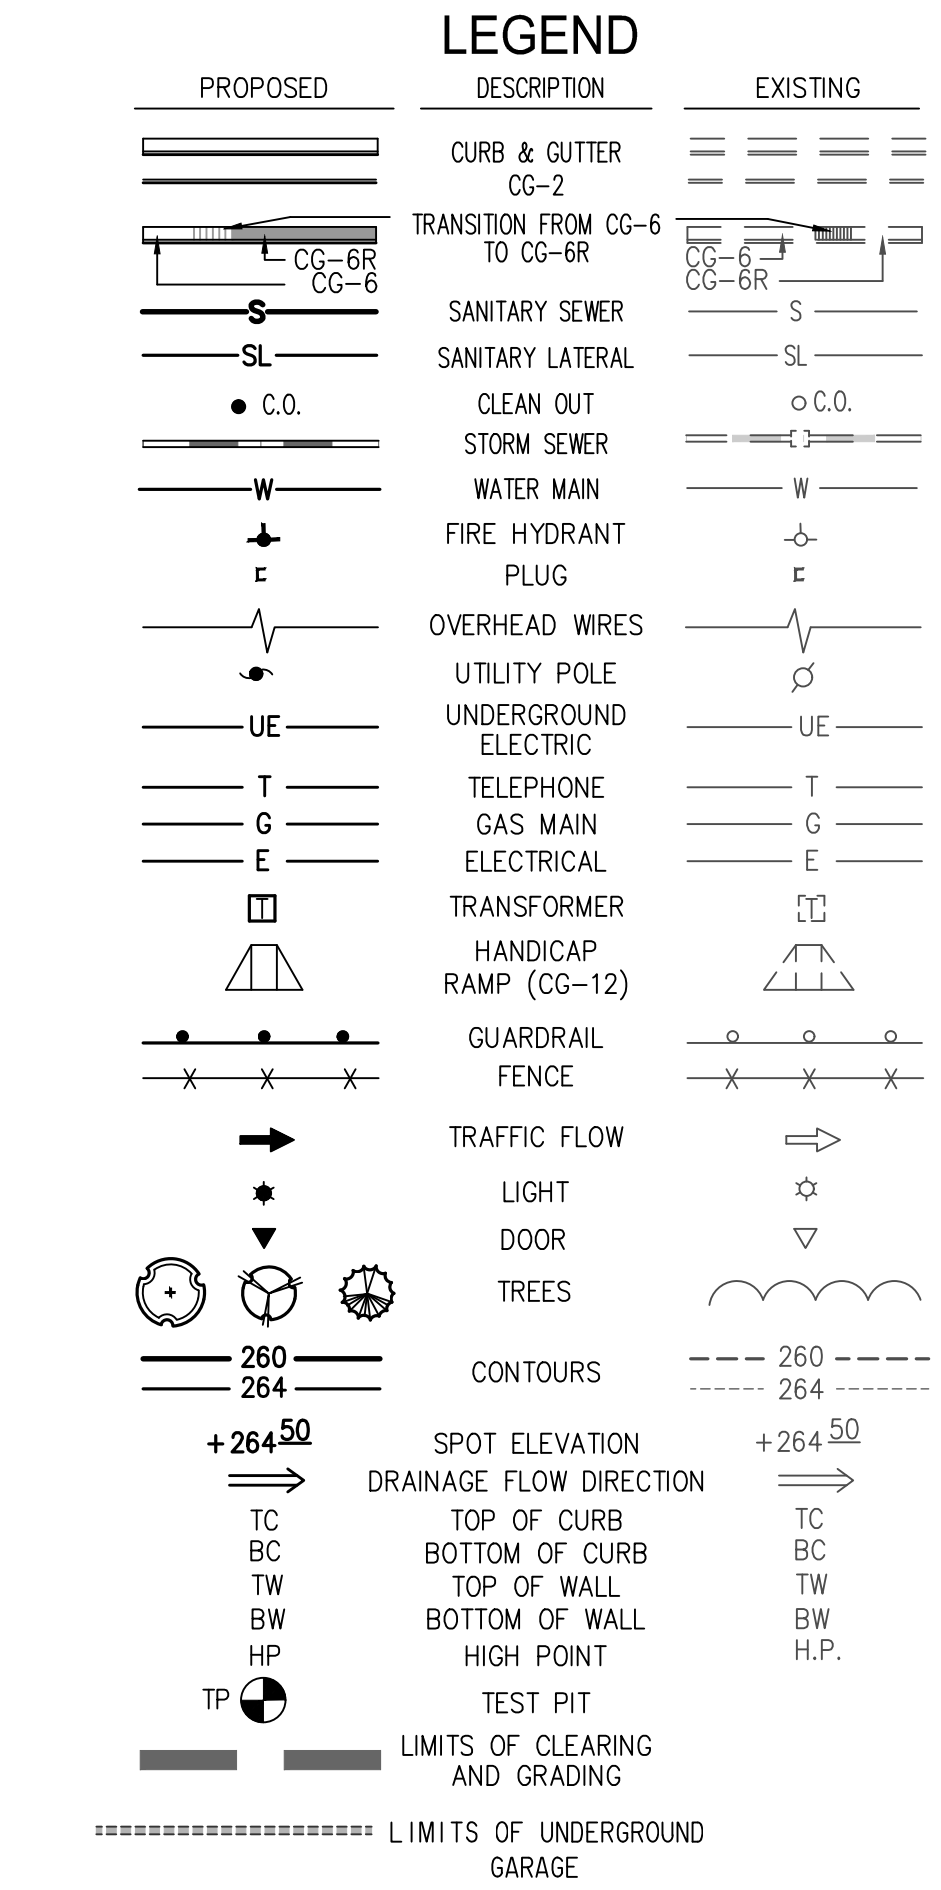 LEGEND
PROPOSED DESCRIPTION EXISTING
CURB & GUTTER
CG-2
TRANSITION FROM CG-6
TO CG-6R
CG-6R CG-6
CG-6 CG-6R
S SANITARY SEWER S
SL SANITARY LATERAL SL
C.O. CLEAN OUT C.O.
STORM SEWER
W WATER MAIN W
FIRE HYDRANT
PLUG
OVERHEAD WIRES
UTILITY POLE
UE UNDERGROUND UE
ELECTRIC
T TELEPHONE T
G GAS MAIN G
E ELECTRICAL E
T TRANSFORMER T
HANDICAP
RAMP (CG-12)
GUARDRAIL
FENCE
TRAFFIC FLOW
LIGHT
DOOR
TREES
260 CONTOURS 260
264 264
+264 50 SPOT ELEVATION +264 50
DRAINAGE FLOW DIRECTION
TC TOP OF CURB TC
BC BOTTOM OF CURB BC
TW TOP OF WALL TW
BW BOTTOM OF WALL BW
HP HIGH POINT H.P.
TP TEST PIT
LIMITS OF CLEARING
AND GRADING
LIMITS OF UNDERGROUND
GARAGE